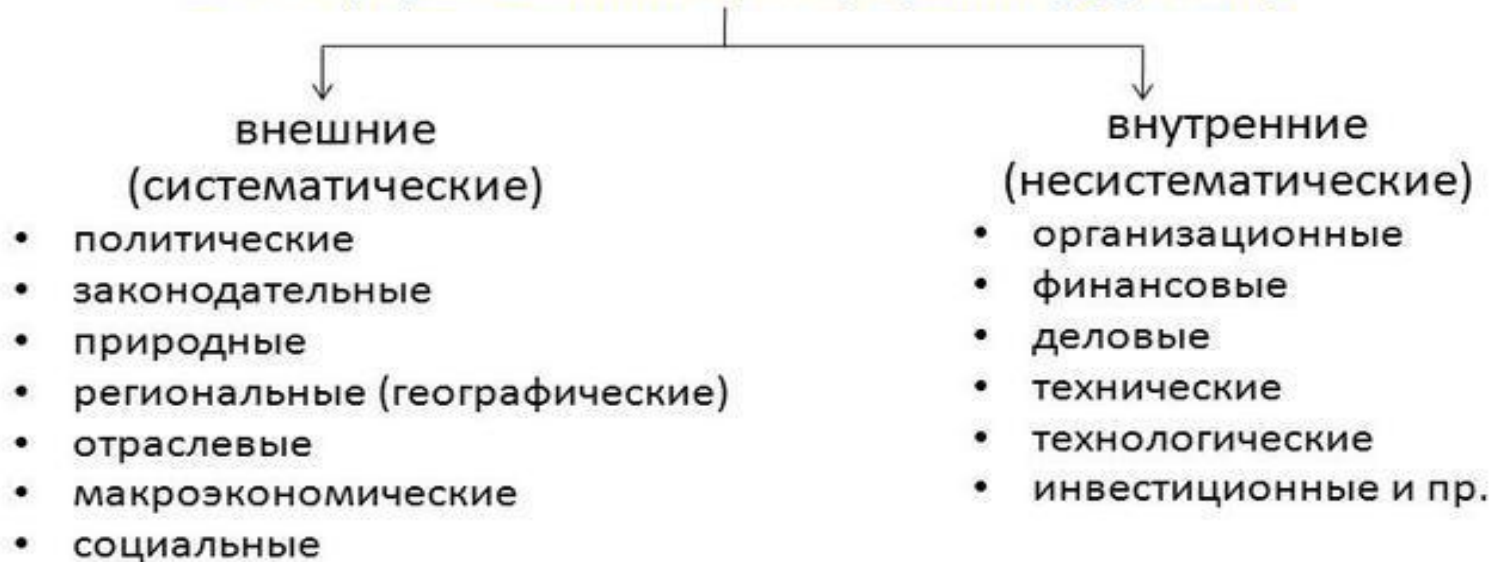 внешние
(систематические)
• политические
• законодательные
• природные
• региональные (географические)
• отраслевые
• макроэкономические
• социальные
внутренние
(несистематические)
• организационные
• финансовые
• деловые
• технические
• технологические
• инвестиционные и пр.